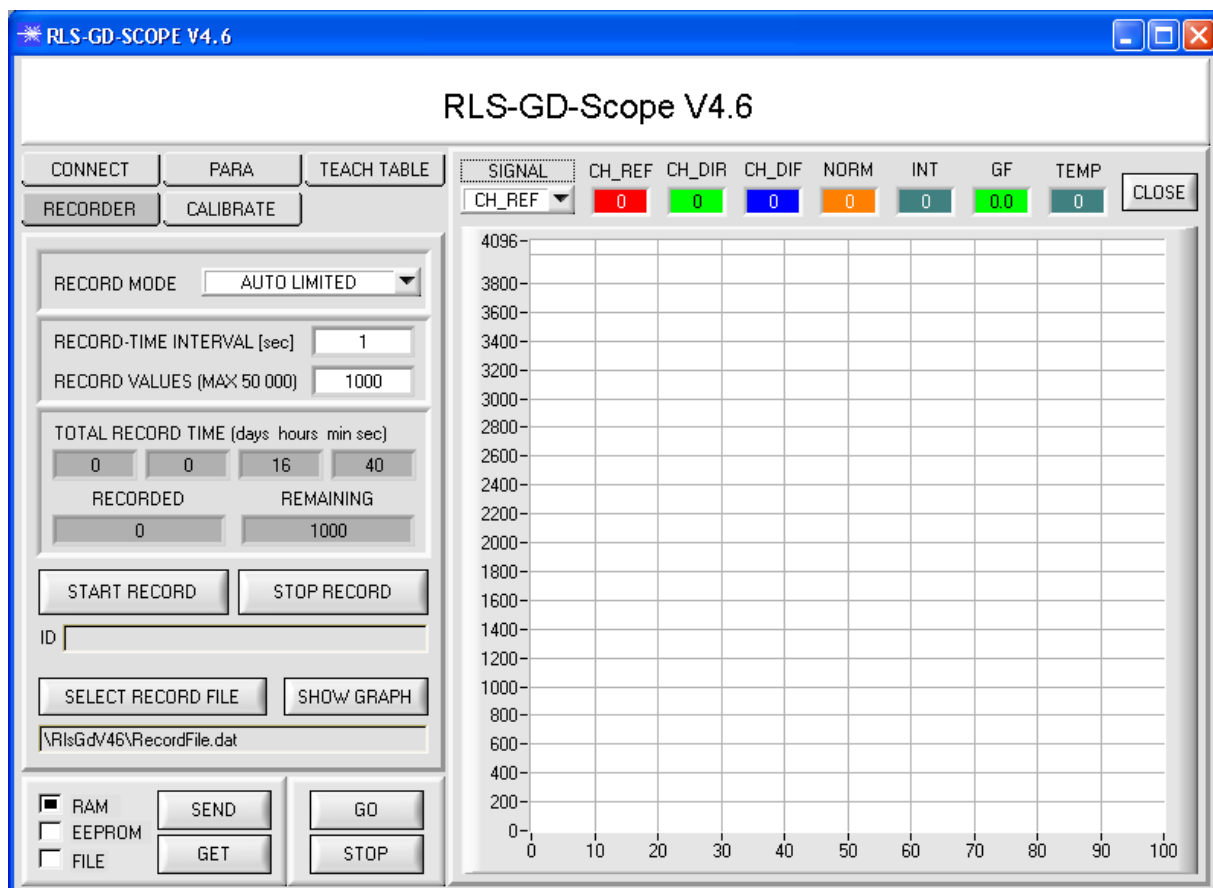 RLS-GD-SCOPE V4.6
RLS-GD-Scope V4.6
CONNECT PARA TEACH TABLE
RECORDER CALIBRATE
RECORD MODE AUTO LIMITED
RECORD-TIME INTERVAL [sec] 1
RECORD VALUES (MAX 50 000) 1000
TOTAL RECORD TIME (days hours min sec)
0 0 16 40
RECORDED REMAINING
0 1000
START RECORD STOP RECORD
ID
SELECT RECORD FILE SHOW GRAPH
\RlsGdV46\RecordFile.dat
RAM SEND GO
EEPROM
FILE GET STOP
SIGNAL CH_REF CH_DIR CH_DIF NORM INT GF TEMP
CH_REF 0 0 0 0 0 0.0 0 CLOSE
4096
3800
3600
3400
3200
3000
2800
2600
2400
2200
2000
1800
1600
1400
1200
1000
800
600
400
200
0
0 10 20 30 40 50 60 70 80 90 100